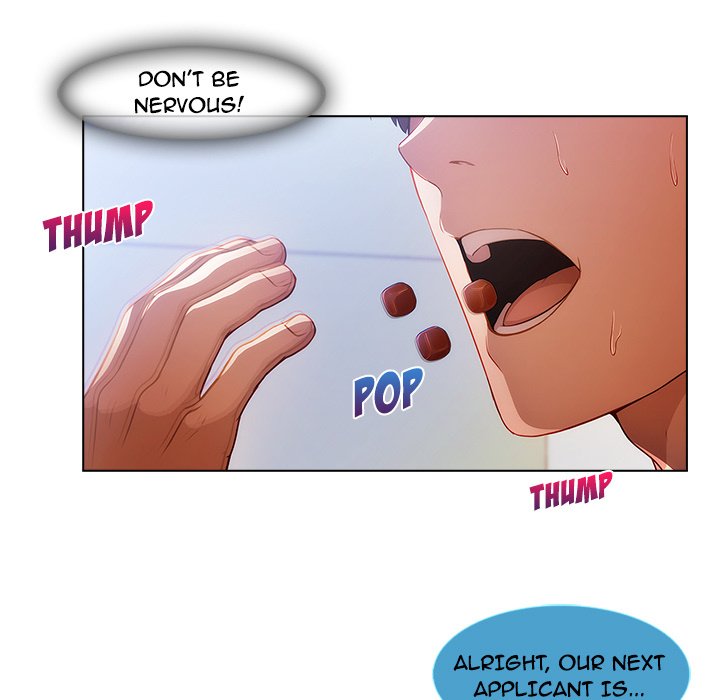 DON'T BE
NERVOUS!
THUMP
POP
THUMP
ALRIGHT, OUR NEXT
APPLICANT IS...